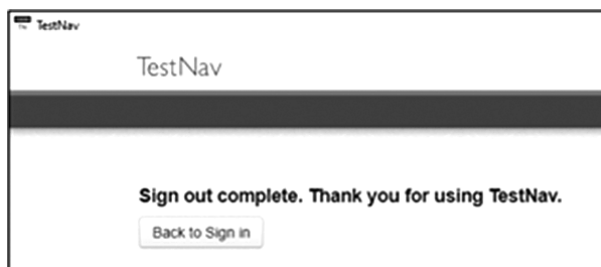 TestNav
TestNav
Sign out complete. Thank you for using TestNav.
Back to Sign in